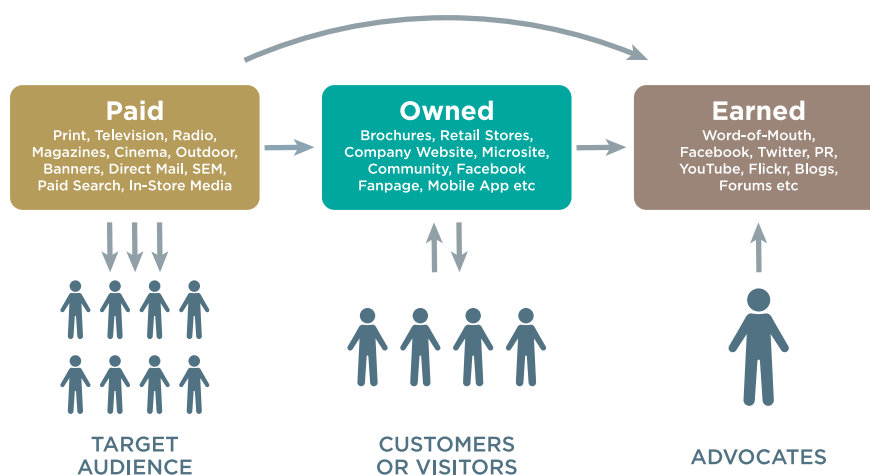 Paid
Print, Television, Radio,
Magazines, Cinema, Outdoor,
Banners, Direct Mail, SEM,
Paid Search, In-Store Media
Owned
Brochures, Retail Stores,
Company Website, Microsite,
Community, Facebook
Fanpage, Mobile App etc
Earned
Word-of-Mouth,
Facebook, Twitter, PR,
YouTube, Flickr, Blogs,
Forums etc
TARGET
AUDIENCE
CUSTOMERS
OR VISITORS
ADVOCATES